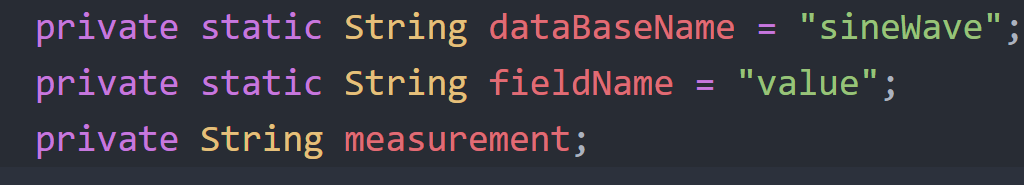 private static String dataBaseName = "sineWave";
private static String fieldName = "value";
private String measurement;